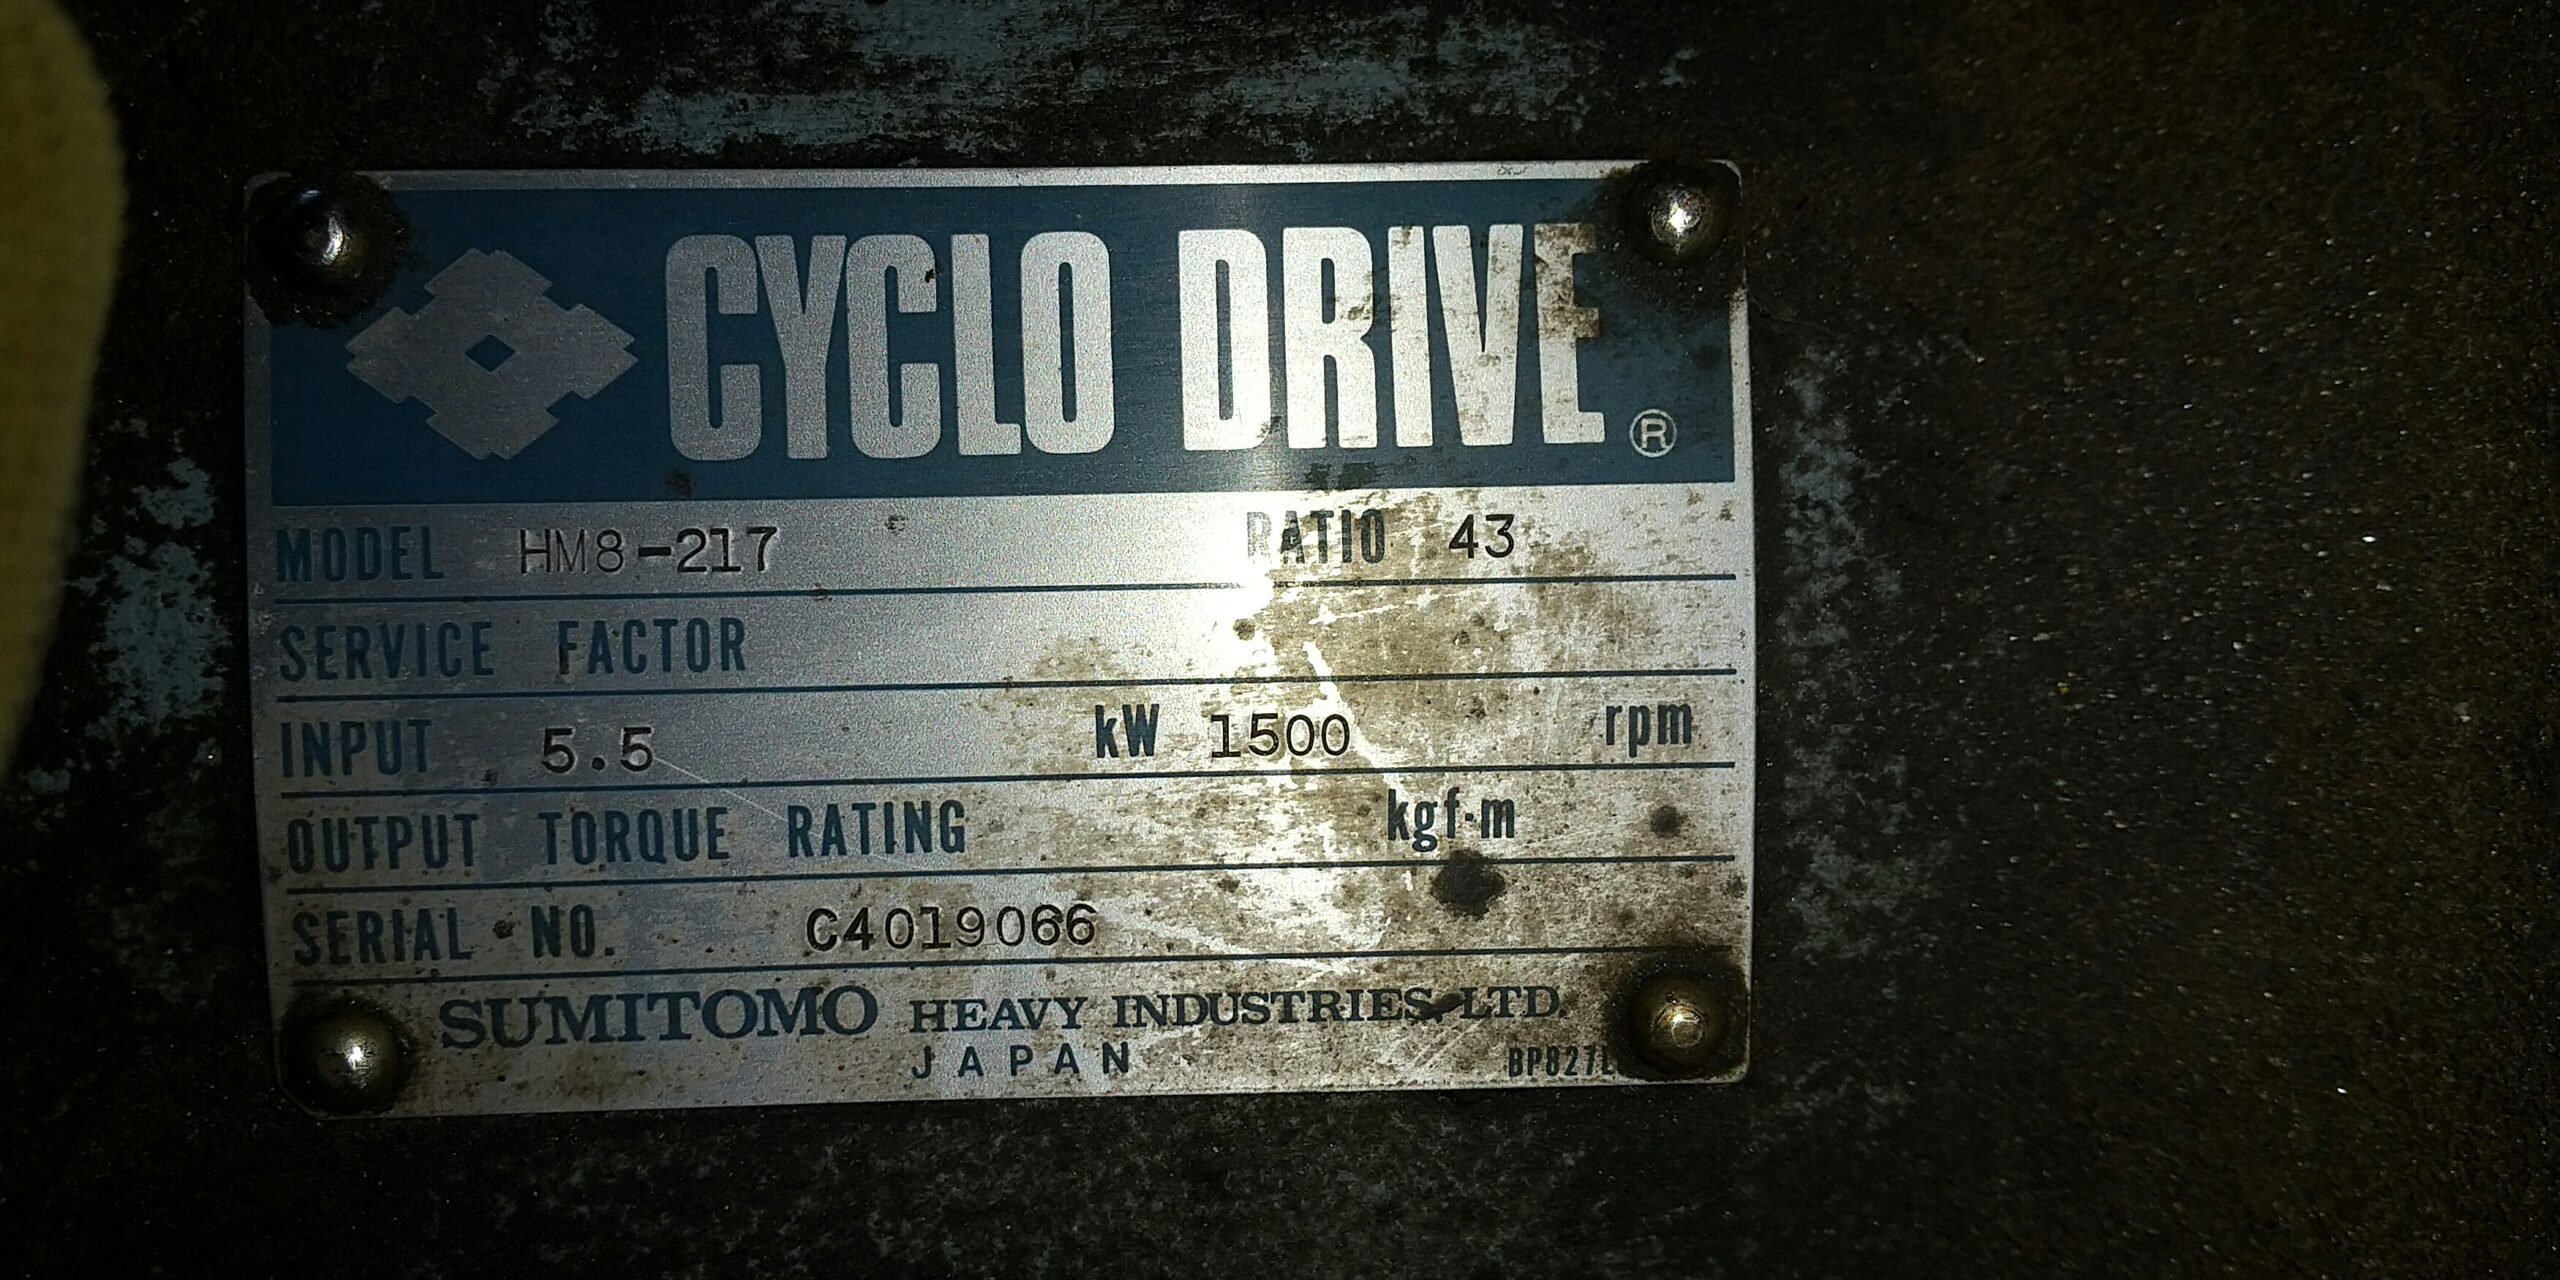 CYCLO DRIVE ®
MODEL HM8-217 RATIO 43
SERVICE FACTOR
INPUT 5.5 kW 1500 rpm
OUTPUT TORQUE RATING kgf·m
SERIAL NO. C4019066
SUMITOMO HEAVY INDUSTRIES, LTD.
JAPAN